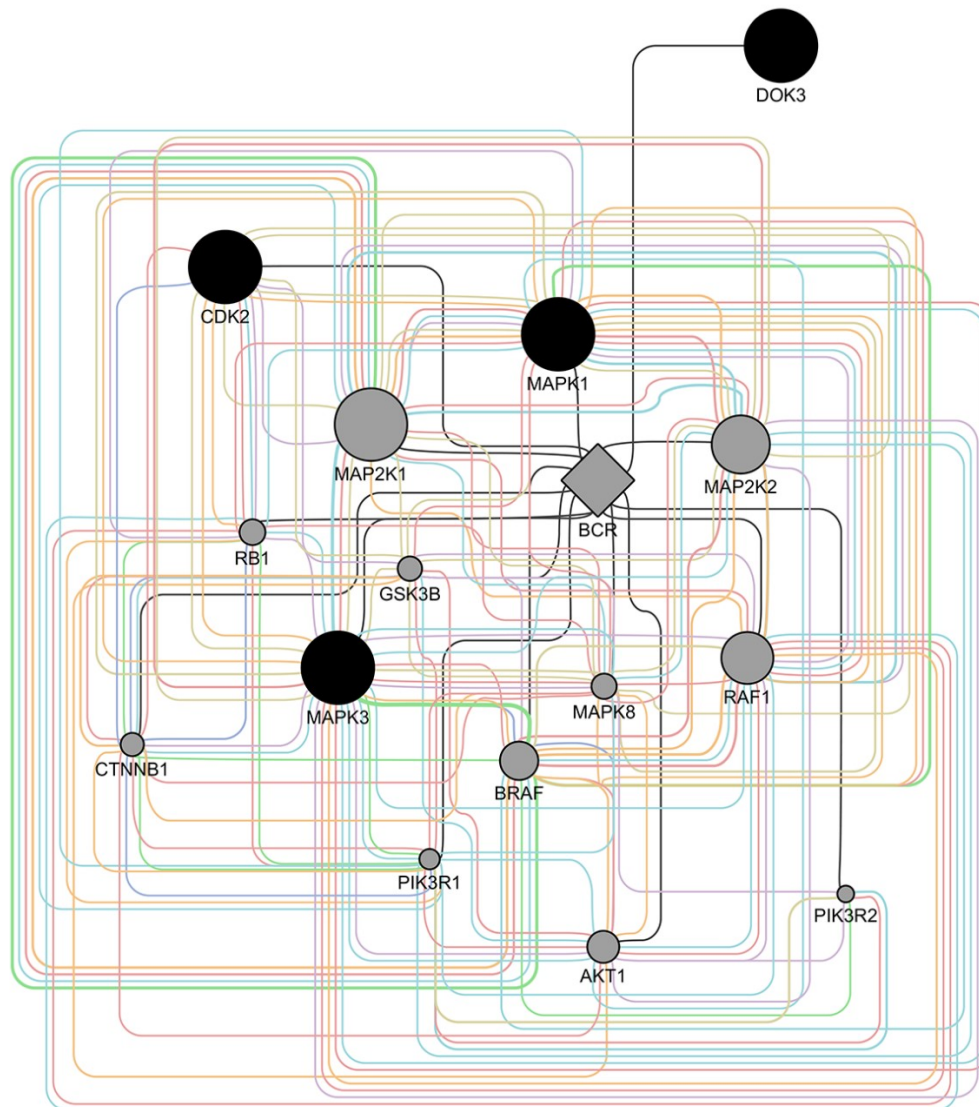 DOK3
CDK2
MAPK1
MAP2K1
MAP2K2
BCR
RB1
GSK3B
MAPK3
MAPK8
RAF1
CTNNB1
BRAF
PIK3R1
PIK3R2
AKT1